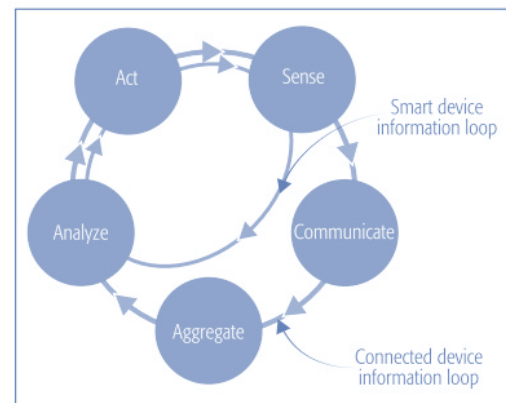 Act
Sense
Smart device
information loop
Analyze
Communicate
Aggregate
Connected device
information loop